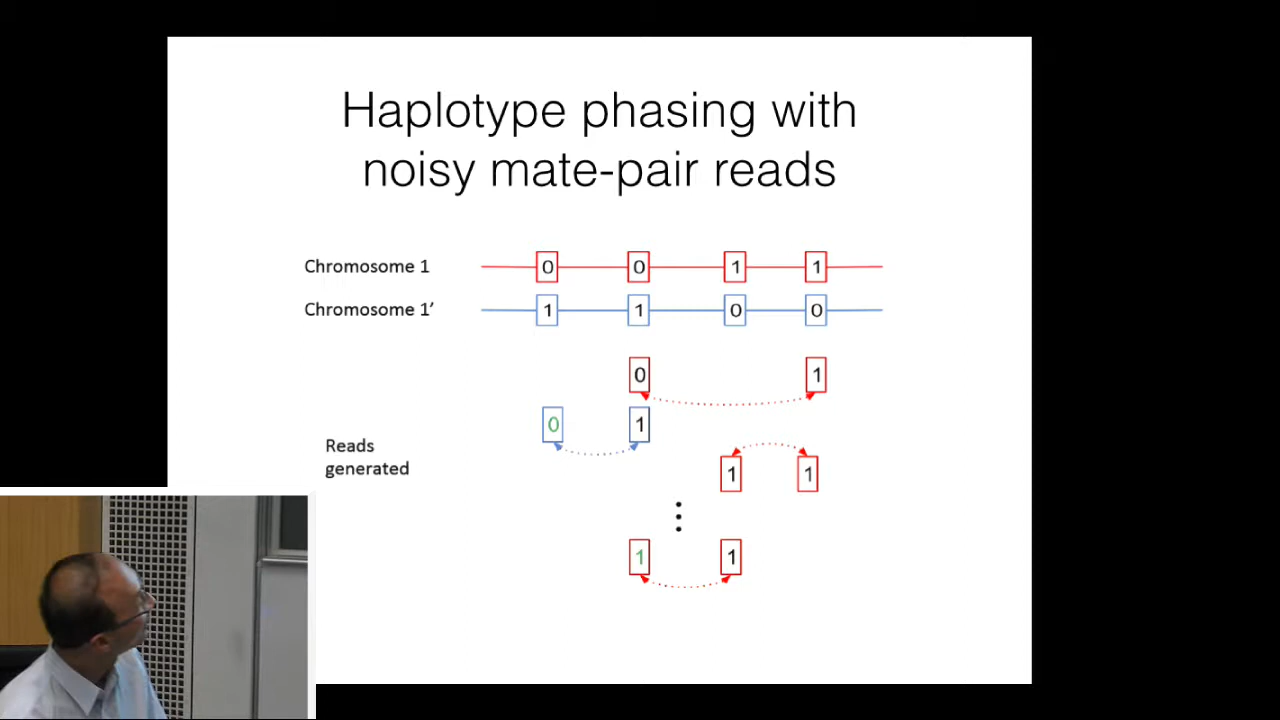 Haplotype phasing with
noisy mate-pair reads
Chromosome 1 0 0 1 1
Chromosome 1’ 1 1 0 0
0 1
0 1
Reads
generated
1 1
1 1